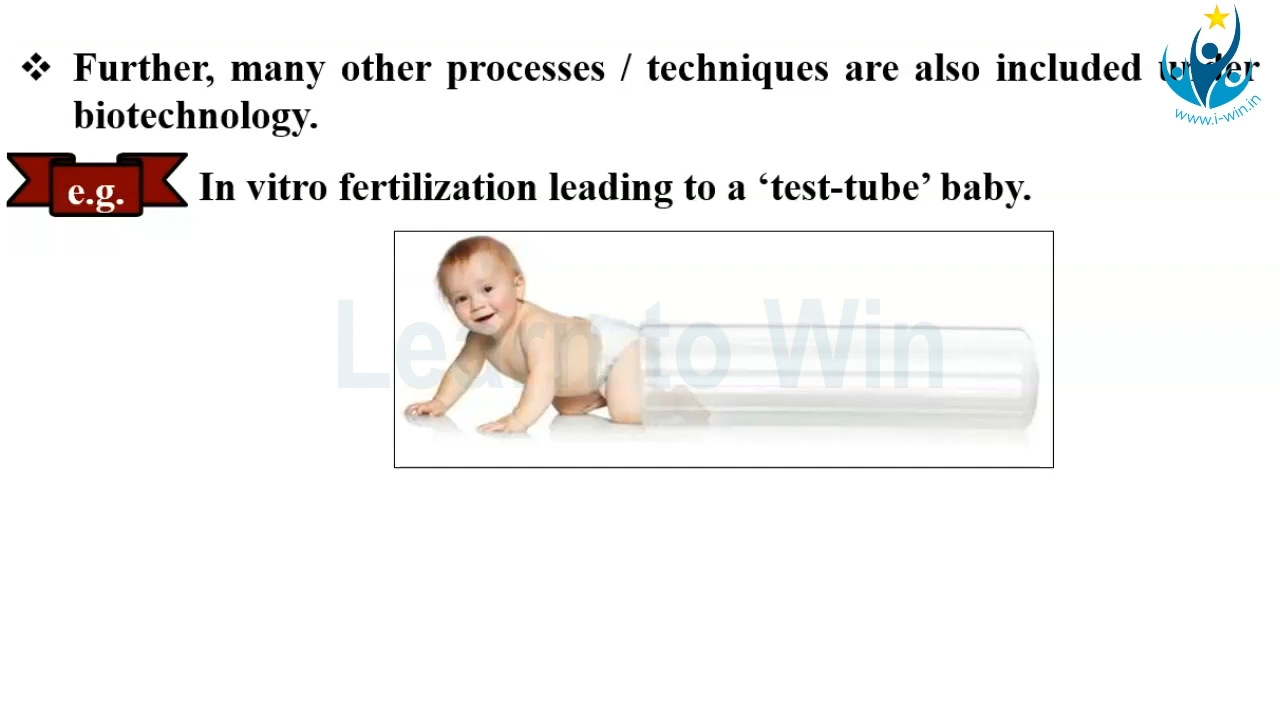 Further, many other processes / techniques are also included under
biotechnology.
e.g. In vitro fertilization leading to a ‘test-tube’ baby.
Learn to Win
www.i-win.in